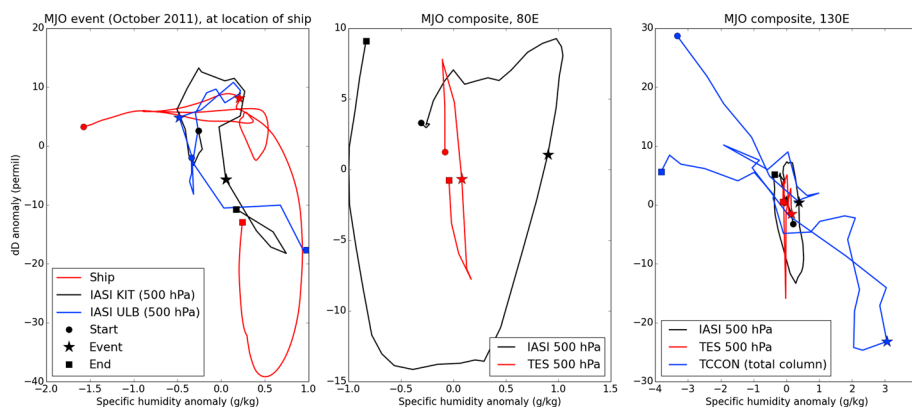 MJO event (October 2011), at location of ship
MJO composite, 80E
MJO composite, 130E
dD anomaly (permil)
20
10
0
−10
−20
−30
−40
−2.0 −1.5 −1.0 −0.5 0.0 0.5 1.0
Specific humidity anomaly (g/kg)
Ship
IASI KIT (500 hPa)
IASI ULB (500 hPa)
Start
Event
End
10
5
0
−5
−10
−15
−1.0 −0.5 0.0 0.5 1.0 1.5
Specific humidity anomaly (g/kg)
IASI 500 hPa
TES 500 hPa
30
20
10
0
−10
−20
−30
−4 −3 −2 −1 0 1 2 3
Specific humidity anomaly (g/kg)
IASI 500 hPa
TES 500 hPa
TCCON (total column)